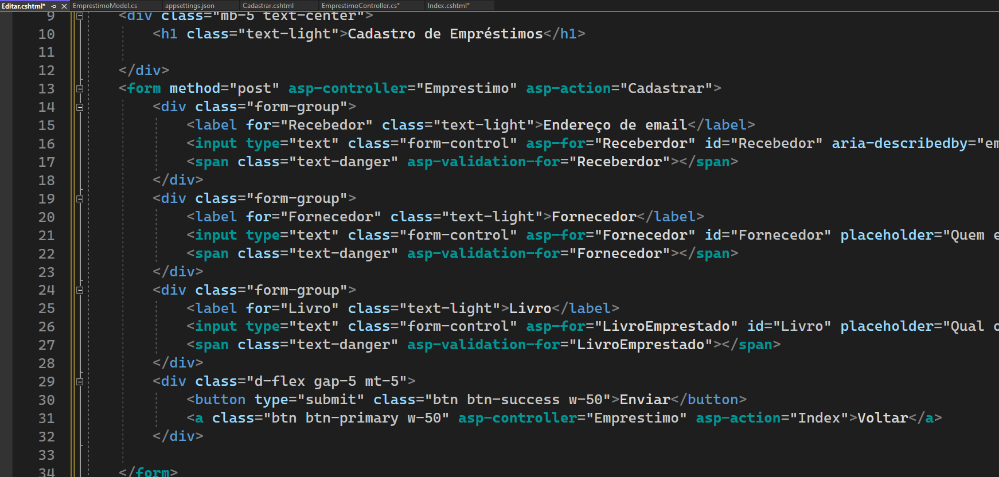 Editar.cshtml* EmprestimoModel.cs appsettings.json Cadastrar.cshtml EmprestimoController.cs* Index.cshtml*
9 <div class="mb-5 text-center">
10 <h1 class="text-light">Cadastro de Empréstimos</h1>
11
12 </div>
13 <form method="post" asp-controller="Emprestimo" asp-action="Cadastrar">
14 <div class="form-group">
15 <label for="Recebedor" class="text-light">Endereço de email</label>
16 <input type="text" class="form-control" asp-for="Receberdor" id="Recebedor" aria-describedby="em
17 <span class="text-danger" asp-validation-for="Receberdor"></span>
18 </div>
19 <div class="form-group">
20 <label for="Fornecedor" class="text-light">Fornecedor</label>
21 <input type="text" class="form-control" asp-for="Fornecedor" id="Fornecedor" placeholder="Quem e
22 <span class="text-danger" asp-validation-for="Fornecedor"></span>
23 </div>
24 <div class="form-group">
25 <label for="Livro" class="text-light">Livro</label>
26 <input type="text" class="form-control" asp-for="LivroEmprestado" id="Livro" placeholder="Qual o
27 <span class="text-danger" asp-validation-for="LivroEmprestado"></span>
28 </div>
29 <div class="d-flex gap-5 mt-5">
30 <button type="submit" class="btn btn-success w-50">Enviar</button>
31 <a class="btn btn-primary w-50" asp-controller="Emprestimo" asp-action="Index">Voltar</a>
32 </div>
33
34 </form>